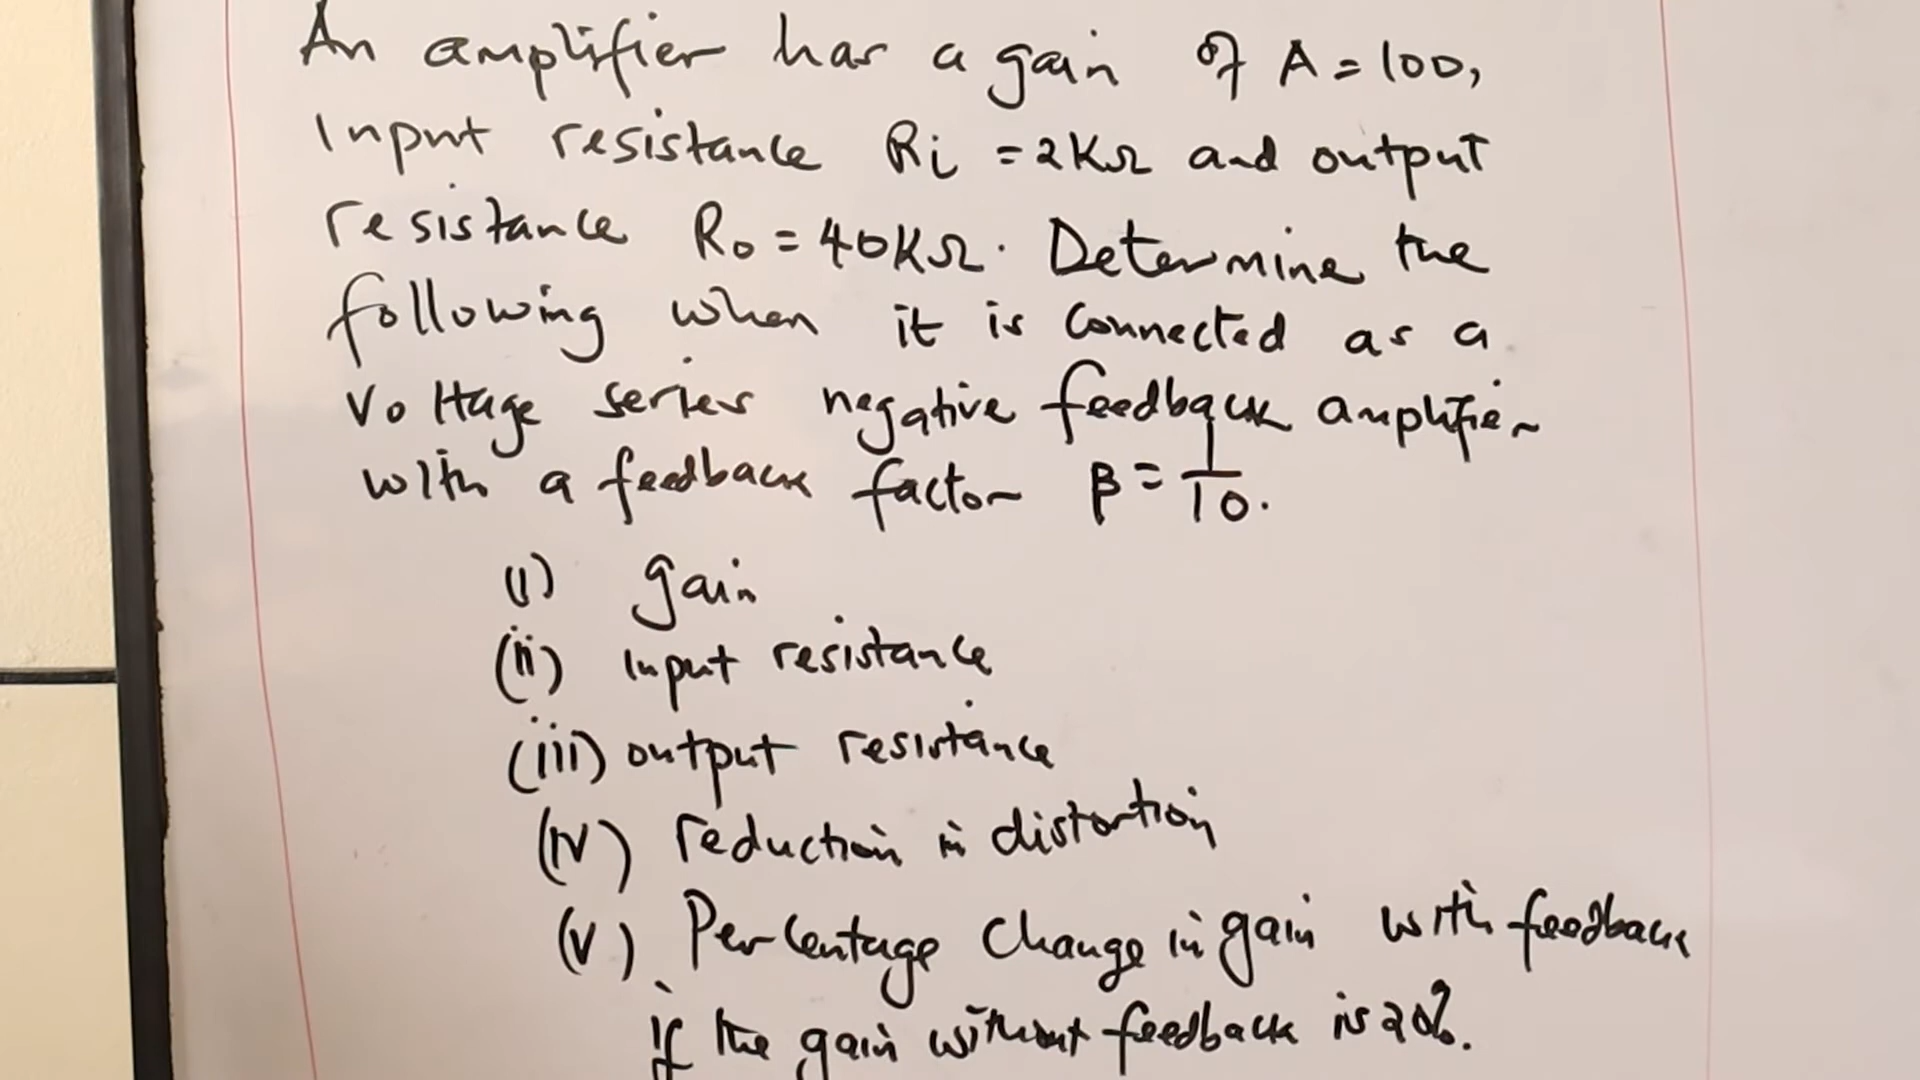 An amplifier has a gain of A = 100,
Input resistance Ri = 2KΩ and output
resistance Ro = 40KΩ. Determine the
following when it is connected as a
voltage series negative feedback amplifier
with a feedback factor β = 1/10.
(i) gain
(ii) Input resistance
(iii) output resistance
(iv) reduction in distortion
(v) Percentage change in gain with feedback
if the gain without feedback is 20%.